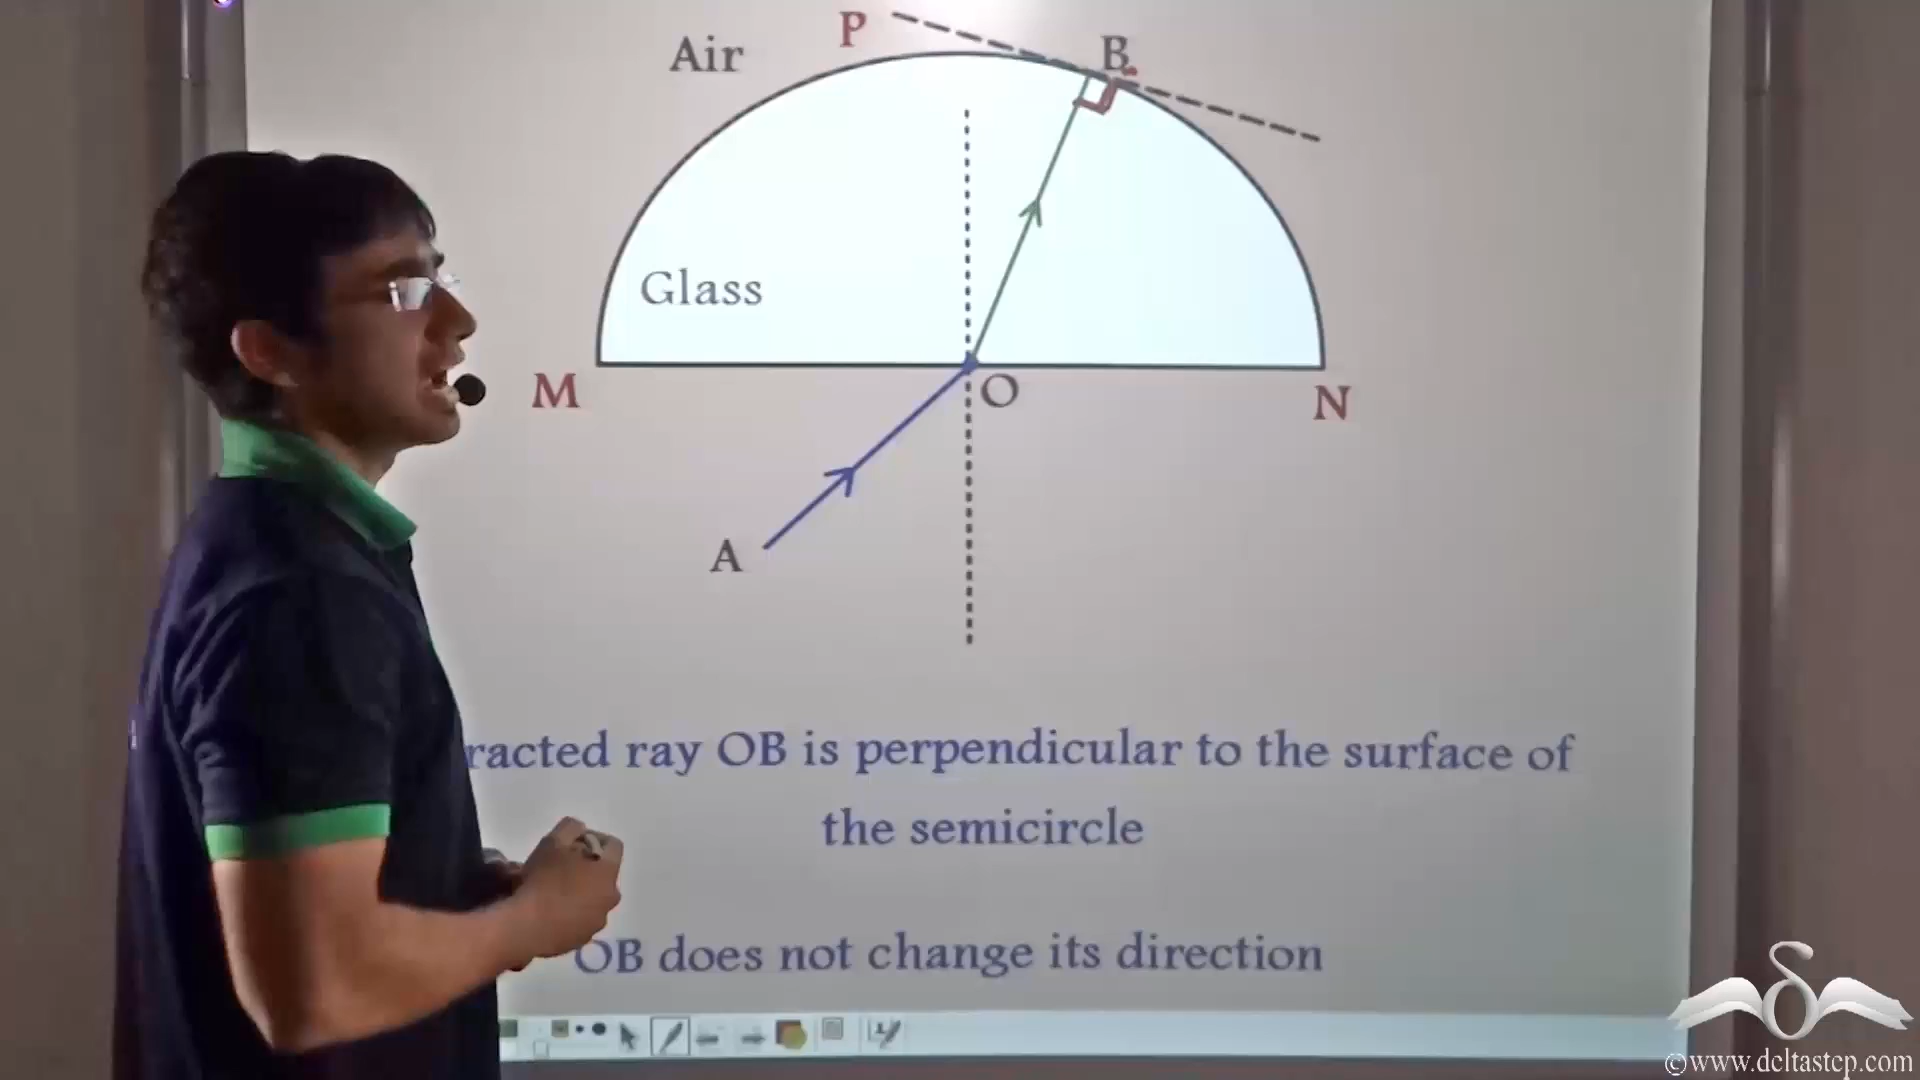 P
Air
B
Glass
M
O
N
A
racted ray OB is perpendicular to the surface of
the semicircle
OB does not change its direction
©www.deltastep.com